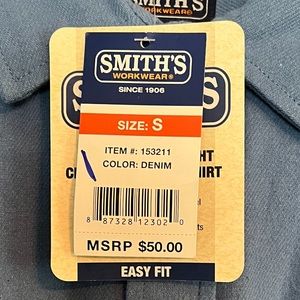 SMITH'S
WORKWEAR®
SMITH'S
WORKWEAR®
SINCE 1906
SIZE: S
ITEM #: 153211
COLOR: DENIM
8 87328 12302 0
MSRP $50.00
EASY FIT